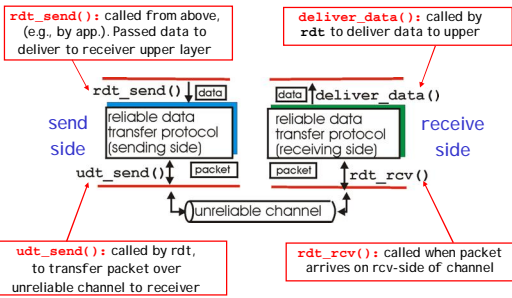 rdt_send(): called from above,
(e.g., by app.). Passed data to
deliver to receiver upper layer
deliver_data(): called by
rdt to deliver data to upper
rdt_send()
data
data
deliver_data()
send
side
reliable data
transfer protocol
(sending side)
reliable data
transfer protocol
(receiving side)
receive
side
udt_send()
packet
packet
rdt_rcv()
unreliable channel
udt_send(): called by rdt,
to transfer packet over
unreliable channel to receiver
rdt_rcv(): called when packet
arrives on rcv-side of channel